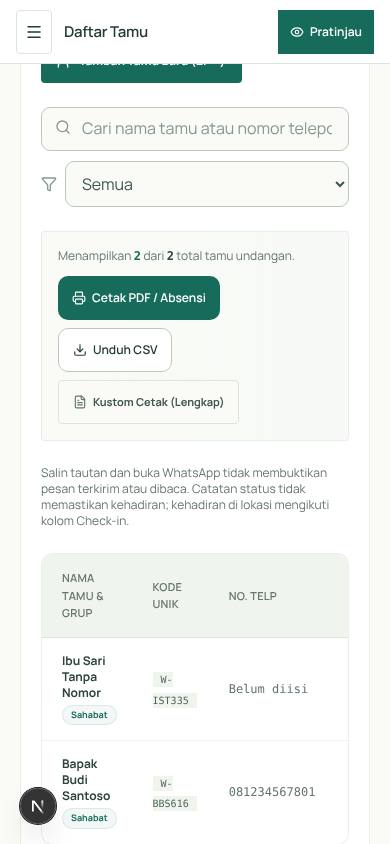 Daftar Tamu
Pratinjau
Cari nama tamu atau nomor telepo
Semua
Menampilkan 2 dari 2 total tamu undangan.
Cetak PDF / Absensi
Unduh CSV
Kustom Cetak (Lengkap)
Salin tautan dan buka WhatsApp tidak membuktikan
pesan terkirim atau dibaca. Catatan status tidak
memastikan kehadiran; kehadiran di lokasi mengikuti
kolom Check-in.
NAMA
TAMU &
GRUP
KODE
UNIK
NO. TELP
Ibu Sari
Tanpa
Nomor
Sahabat
W-
IST335
Belum diisi
Bapak
Budi
Santoso
Sahabat
W-
BBS616
081234567801
N